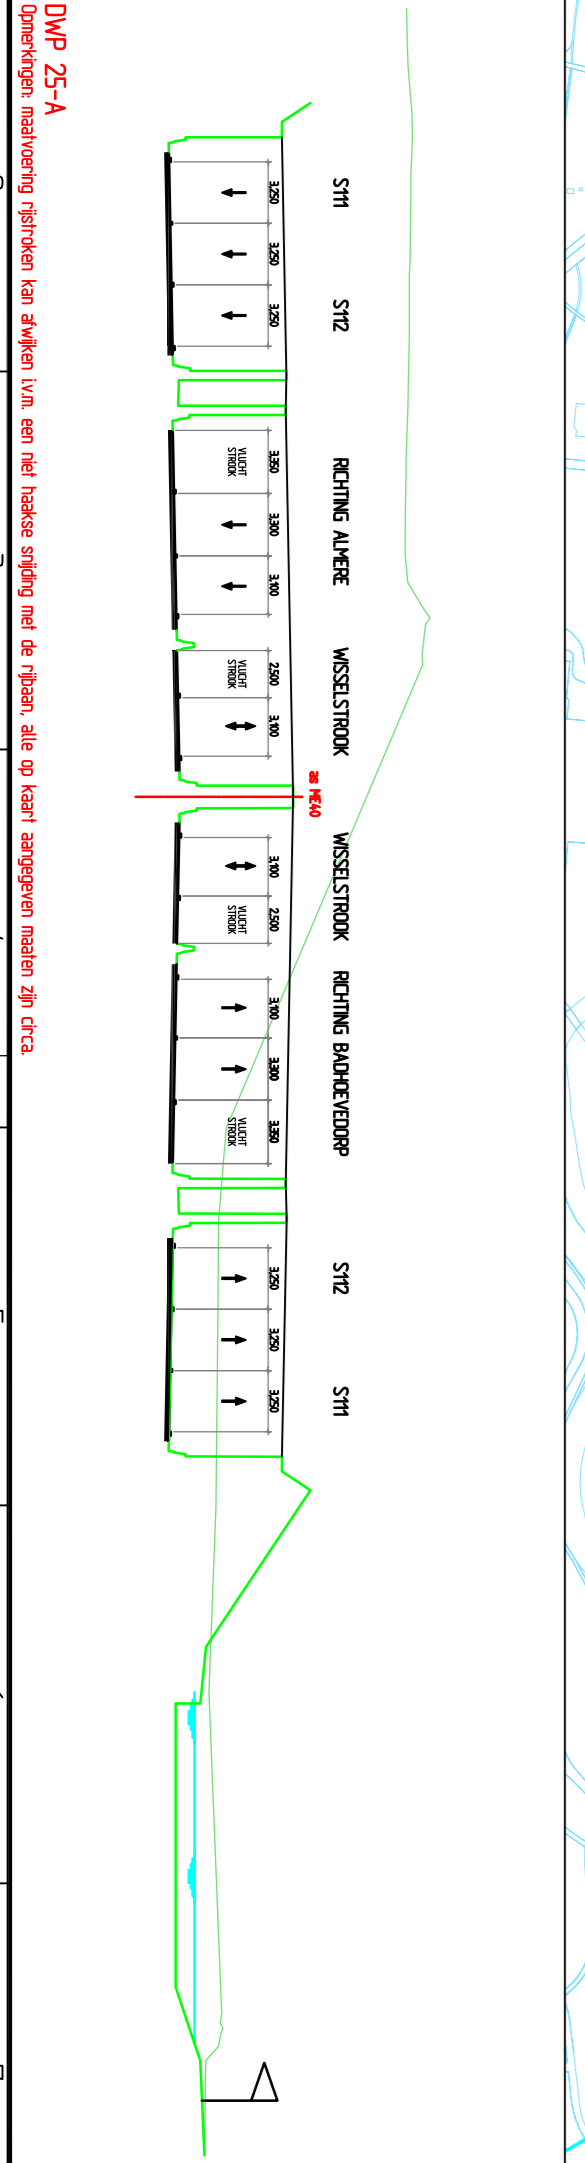 S111
S112
RICHTING ALMERE
WISSELSTROOK
WISSELSTROOK
RICHTING BADHOEVEDORP
S112
S111
as ME40
3,250
3,250
3,250
3,350
3,300
3,100
2,500
3,100
3,100
2,500
3,100
3,300
3,350
3,250
3,250
3,250
VLUCHT
STROOK
VLUCHT
STROOK
VLUCHT
STROOK
VLUCHT
STROOK
DWP 25-A
Opmerkingen: maatvoering rijstroken kan afwijken i.v.m. een niet haakse snijding met de rijbaan, alle op kaart aangegeven maaten zijn circa.